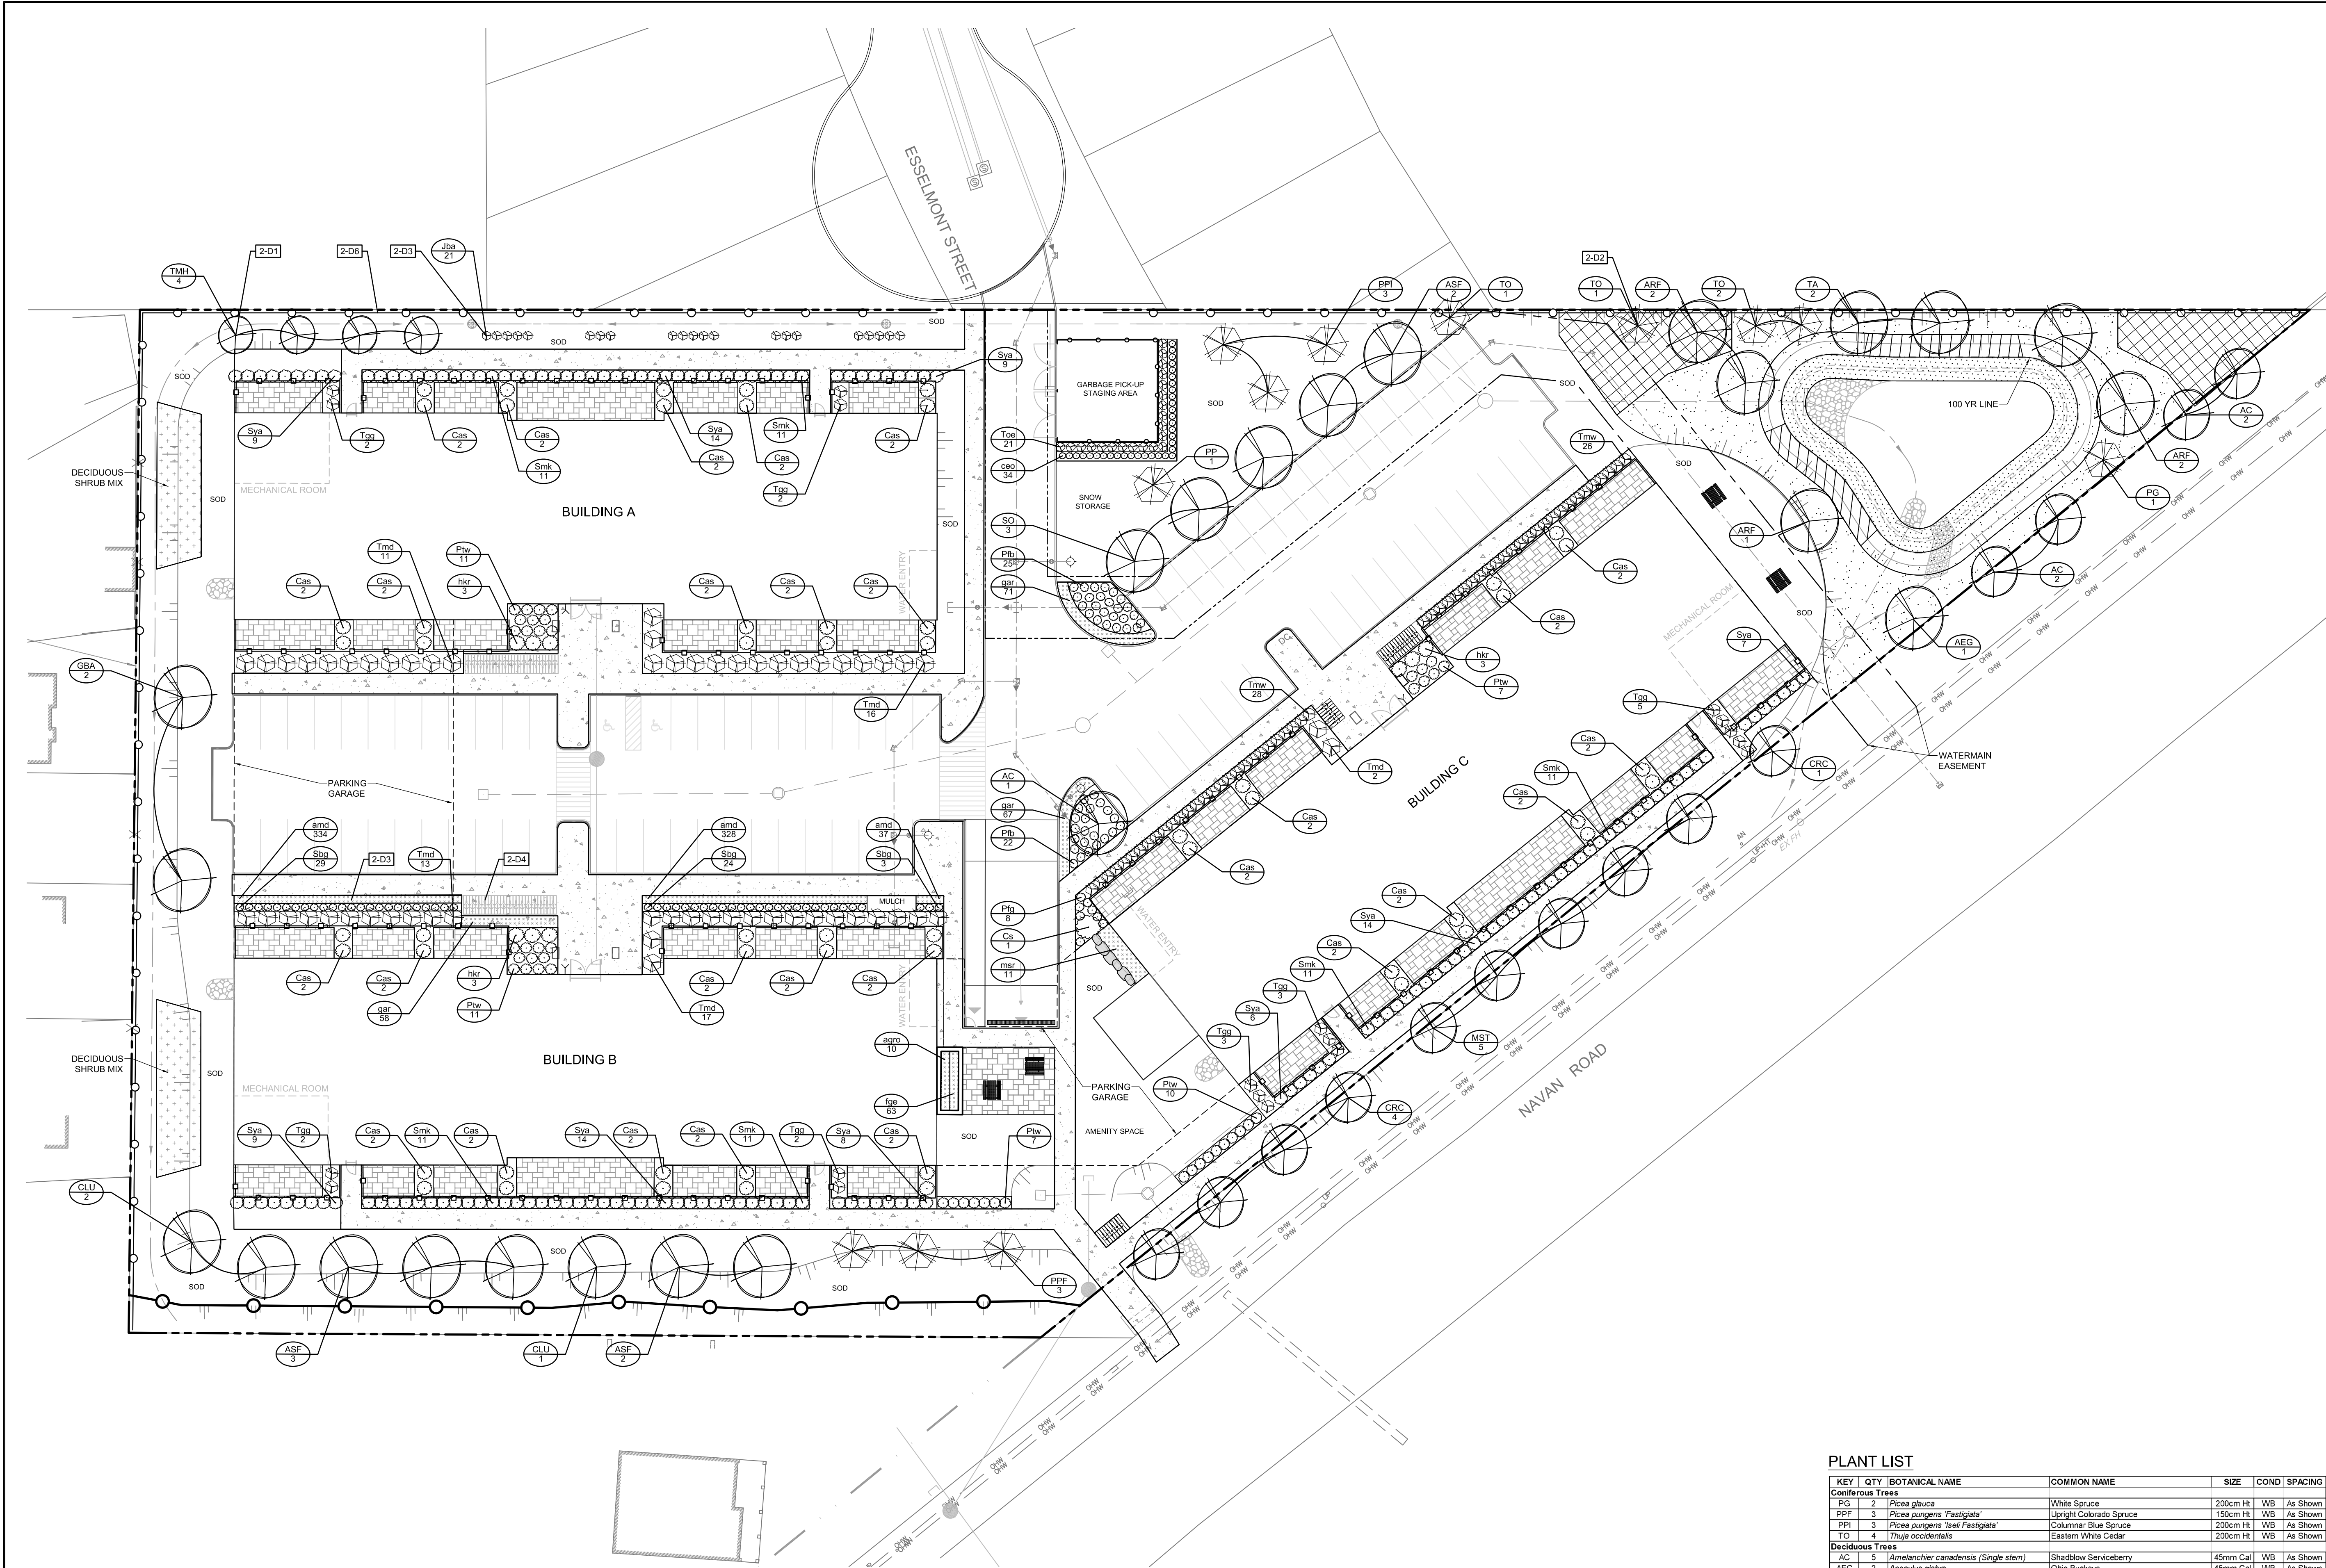 ESSELMONT STREET
S
S
2-D1
2-D6
2-D3
Jba
21
TMH
4
2-D2
PPI
3
ASF
2
TO
1
TO
1
ARF
2
TO
2
TA
2
SOD
SOD
SOD
Sya
9
GARBAGE PICK-UP
STAGING AREA
SOD
SOD
100 YR LINE
AC
2
Sya
9
Tgg
2
Cas
2
Cas
2
Smk
11
Sya
14
Cas
2
Smk
11
Cas
2
Tgg
2
Cas
2
Toe
21
ceo
34
PP
1
Tmw
26
SOD
ARF
2
PG
1
DECIDUOUS
SHRUB MIX
SOD
MECHANICAL ROOM
BUILDING A
SOD
SNOW
STORAGE
SO
3
Pfb
25
gar
71
ARF
1
Cas
2
AC
2
Tmd
11
Ptw
11
hkr
3
Cas
2
Cas
2
Cas
2
Cas
2
Cas
2
WATER ENTRY
MECHANICAL ROOM
SOD
Cas
2
AEG
1
Sya
7
hkr
3
Ptw
7
DC
GBA
2
Tmd
16
Tmw
28
Tgg
5
Tmd
2
Cas
2
CRC
1
WATERMAIN
EASEMENT
PARKING
GARAGE
AC
1
gar
67
Pfb
22
BUILDING C
Smk
11
Cas
2
Cas
2
Cas
2
amd
334
Sbg
29
2-D3
Tmd
13
2-D4
amd
328
Sbg
24
amd
37
Sbg
3
MULCH
EX FH
Pfg
8
Cs
1
msr
11
WATER ENTRY
Cas
2
Sya
14
Cas
2
Smk
11
Tgg
3
Sya
6
Tgg
3
Cas
2
Cas
2
hkr
3
gar
58
Ptw
11
Cas
2
Cas
2
Cas
2
Tmd
17
WATER ENTRY
SOD
DECIDUOUS
SHRUB MIX
SOD
MECHANICAL ROOM
BUILDING B
agro
10
fge
63
PARKING
GARAGE
Ptw
10
MST
5
CRC
4
NAVAN ROAD
AMENITY SPACE
SOD
Sya
9
Tgg
2
Cas
2
Smk
11
Cas
2
Sya
14
Cas
2
Cas
2
Smk
11
Tgg
2
Sya
8
Cas
2
Ptw
7
CLU
2
SOD
SOD
SOD
PPF
3
UP
ASF
3
CLU
1
ASF
2
OHW OHW OHW OHW
PLANT LIST
KEY QTY BOTANICAL NAME COMMON NAME SIZE COND SPACING
Coniferous Trees
PG 2 Picea glauca White Spruce 200cm Ht WB As Shown
PPF 3 Picea pungens 'Fastigiata' Upright Colorado Spruce 150cm Ht WB As Shown
PPI 3 Picea pungens 'Iseli Fastigiata' Columnar Blue Spruce 200cm Ht WB As Shown
TO 4 Thuja occidentalis Eastern White Cedar 200cm Ht WB As Shown
Deciduous Trees
AC 5 Amelanchier canadensis (Single stem) Shadblow Serviceberry 45mm Cal WB As Shown